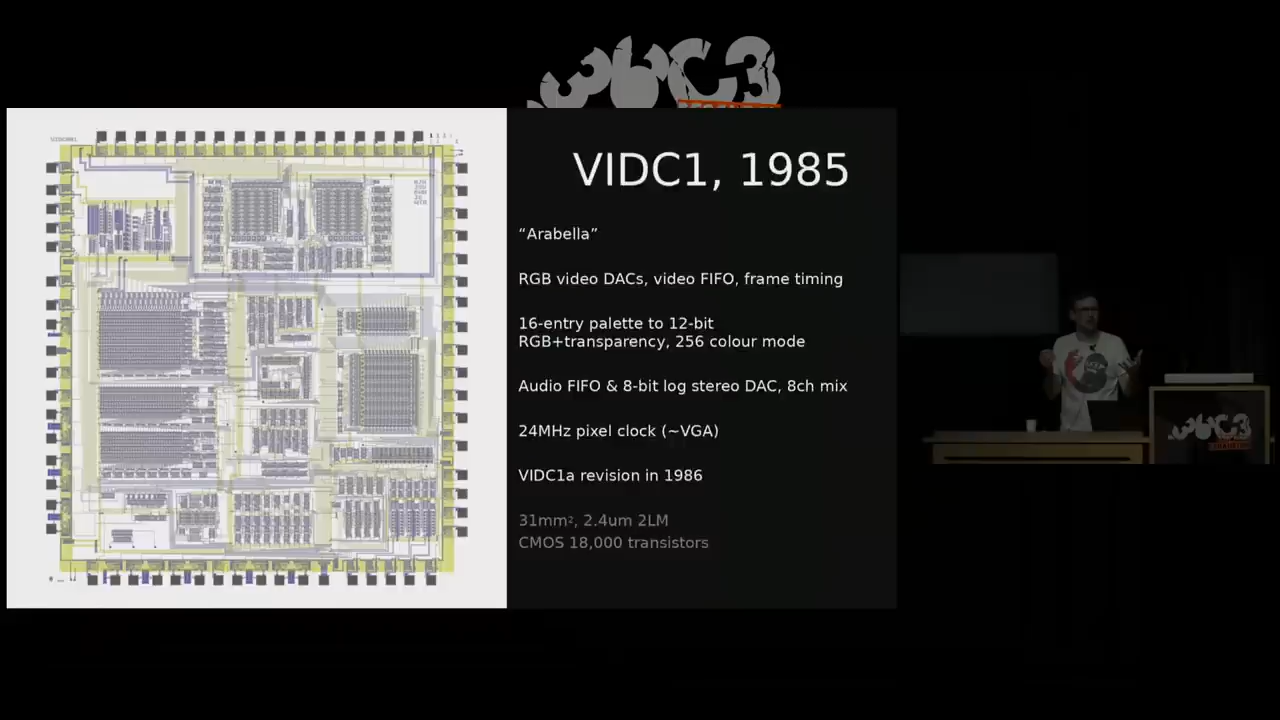 VIDC1, 1985
“Arabella”
RGB video DACs, video FIFO, frame timing
16-entry palette to 12-bit
RGB+transparency, 256 colour mode
Audio FIFO & 8-bit log stereo DAC, 8ch mix
24MHz pixel clock (~VGA)
VIDC1a revision in 1986
31mm², 2.4um 2LM
CMOS 18,000 transistors